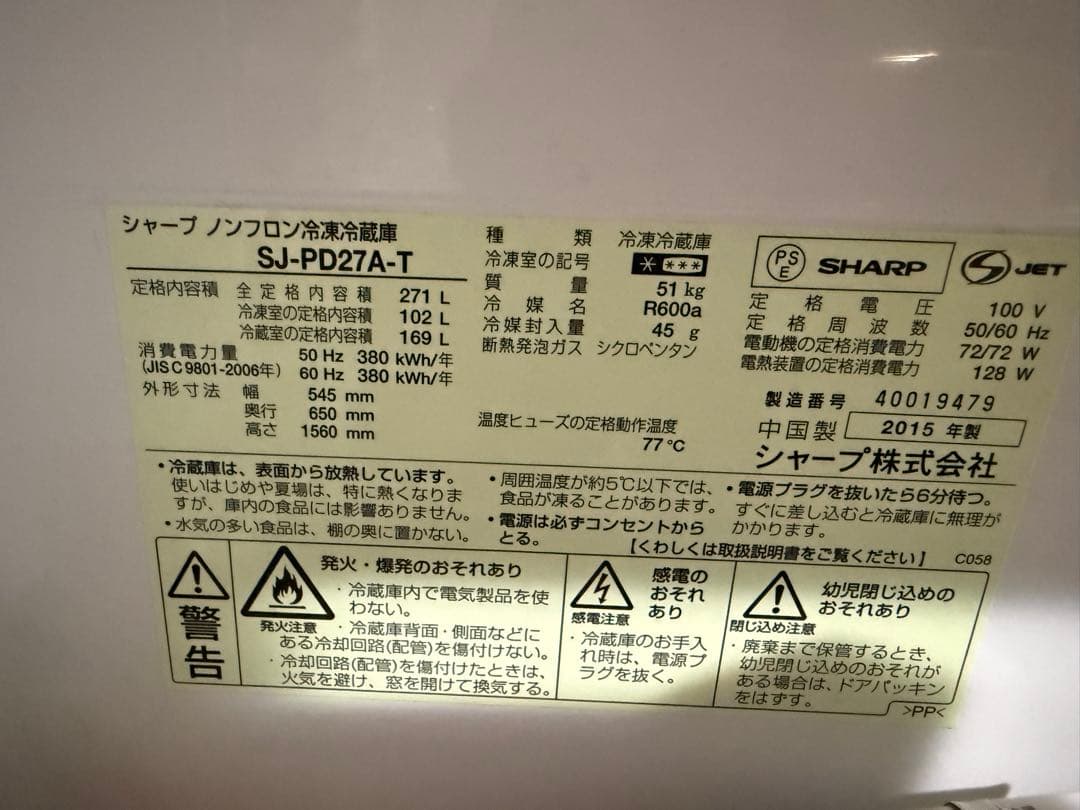 シャープ ノンフロン冷凍冷蔵庫
SJ-PD27A-T
定格内容積 全定格内容積 271 L
冷凍室の定格内容積 102 L
冷蔵室の定格内容積 169 L
消費電力量 50 Hz 380 kWh/年
(JIS C 9801-2006年) 60 Hz 380 kWh/年
外形寸法 幅 545 mm
奥行 650 mm
高さ 1560 mm
種類 冷凍冷蔵庫
冷凍室の記号 * ***
質量 51 kg
冷媒名 R600a
冷媒封入量 45 g
断熱発泡ガス シクロペンタン
温度ヒューズの定格動作温度
77℃
PSE SHARP S JET
定格電圧 100 V
定格周波数 50/60 Hz
電動機の定格消費電力 72/72 W
電熱装置の定格消費電力 128 W
製造番号 40019479
中国製 2015 年製
シャープ株式会社
・冷蔵庫は、表面から放熱しています。
使いはじめや夏場は、特に熱くなりま
すが、庫内の食品には影響ありません。
・水気の多い食品は、棚の奥に置かない。
・周囲温度が約5℃以下では、
食品が凍ることがあります。
・電源は必ずコンセントから
とる。
・電源プラグを抜いたら6分待つ。
すぐに差し込むと冷蔵庫に無理が
かかります。
【くわしくは取扱説明書をご覧ください】 C058
警告
発火・爆発のおそれあり
発火注意
・冷蔵庫内で電気製品を使
わない。
・冷蔵庫背面・側面などに
ある冷却回路(配管)を傷付けない。
・冷却回路(配管)を傷付けたときは、
火気を避け、窓を開けて換気する。
感電の
おそれ
あり
感電注意
・冷蔵庫のお手入
れ時は、電源プ
ラグを抜く。
幼児閉じ込めの
おそれあり
閉じ込め注意
・廃棄まで保管するとき、
幼児閉じ込めのおそれが
ある場合は、ドアパッキン
をはずす。
>PP<